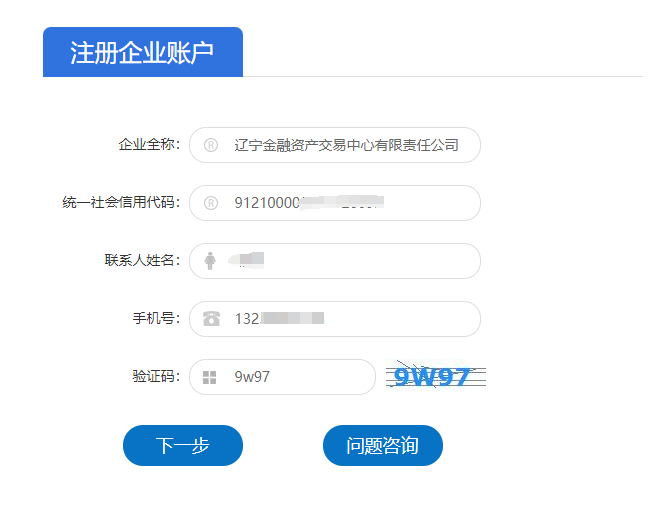 注册企业账户
企业全称： ® 辽宁金融资产交易中心有限责任公司
统一社会信用代码： ® 91210000
联系人姓名：
手机号： 132
验证码： 9w97 9W97
下一步 问题咨询